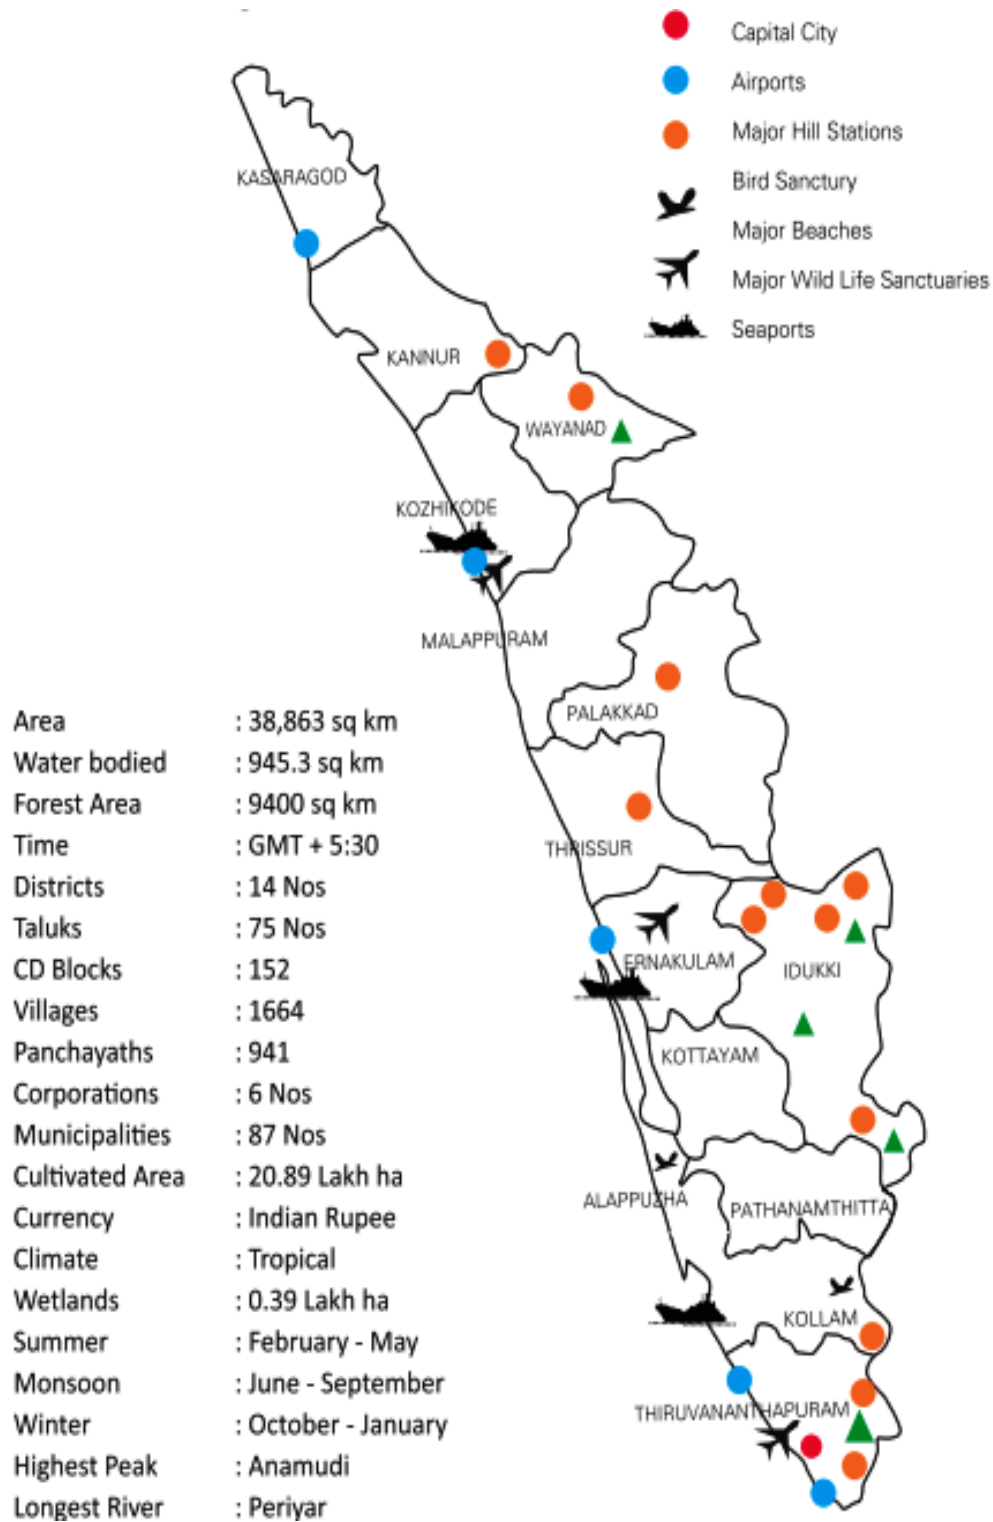 Capital City
Airports
Major Hill Stations
Bird Sanctury
Major Beaches
Major Wild Life Sanctuaries
Seaports
KASARAGOD
KANNUR
WAYANAD
KOZHIKODE
MALAPPURAM
PALAKKAD
THRISSUR
ERNAKULAM
IDUKKI
KOTTAYAM
ALAPPUZHA
PATHANAMTHITTA
KOLLAM
THIRUVANANTHAPURAM
Area : 38,863 sq km
Water bodied : 945.3 sq km
Forest Area : 9400 sq km
Time : GMT + 5:30
Districts : 14 Nos
Taluks : 75 Nos
CD Blocks : 152
Villages : 1664
Panchayaths : 941
Corporations : 6 Nos
Municipalities : 87 Nos
Cultivated Area : 20.89 Lakh ha
Currency : Indian Rupee
Climate : Tropical
Wetlands : 0.39 Lakh ha
Summer : February - May
Monsoon : June - September
Winter : October - January
Highest Peak : Anamudi
Longest River : Periyar